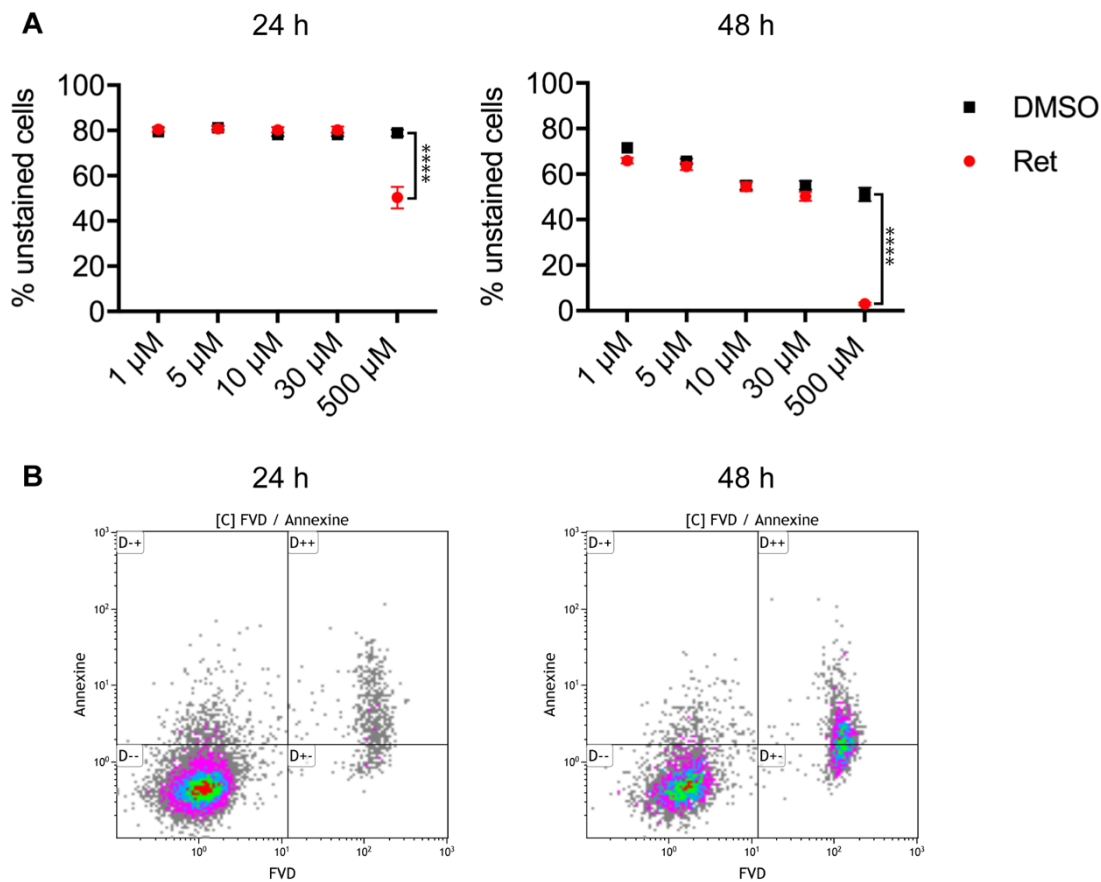 A
24 h
48 h
% unstained cells
100
80
60
40
20
0
****
1 µM
5 µM
10 µM
30 µM
500 µM
% unstained cells
100
80
60
40
20
0
****
1 µM
5 µM
10 µM
30 µM
500 µM
DMSO
Ret
B
24 h
48 h
[C] FVD / Annexine
D-+
D++
D--
D+-
Annexine
10³
10²
10¹
10⁰
10⁰
10¹
10²
10³
FVD
[C] FVD / Annexine
D-+
D++
D--
D+-
Annexine
10³
10²
10¹
10⁰
10⁰
10¹
10²
10³
FVD